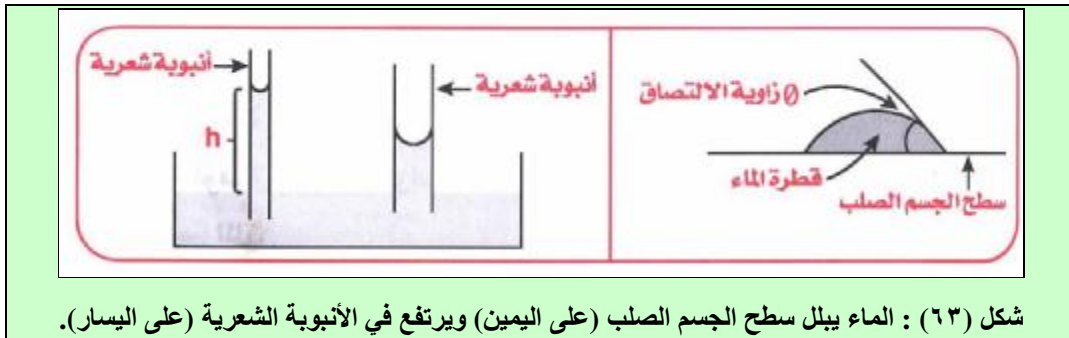 أنبوبة شعرية
h
أنبوبة شعرية
θ زاوية الالتصاق
قطرة الماء
سطح الجسم الصلب
شكل (٦٣) : الماء يبلل سطح الجسم الصلب (على اليمين) ويرتفع في الأنبوبة الشعرية (على اليسار).